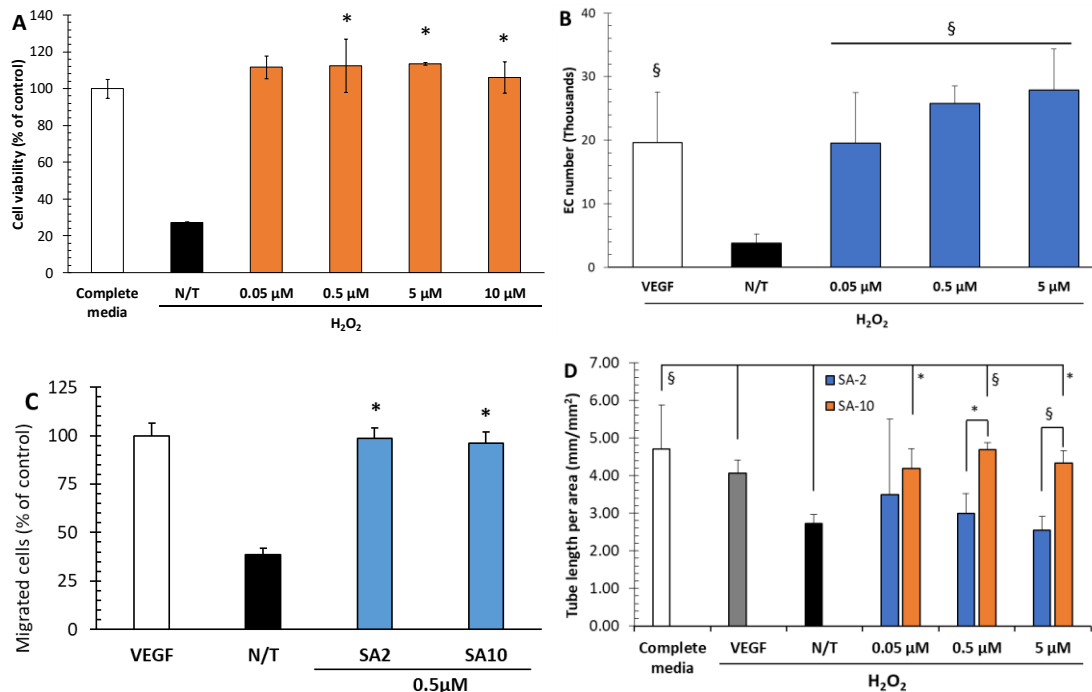 A
Cell viability (% of control)
140
120
100
80
60
40
20
0
* * *
Complete media N/T 0.05 µM 0.5 µM 5 µM 10 µM
H₂O₂
B
EC number (Thousands)
40
30
20
10
0
§ §
VEGF N/T 0.05 µM 0.5 µM 5 µM
H₂O₂
C
Migrated cells (% of control)
125
100
75
50
25
0
* *
VEGF N/T SA2 SA10
0.5µM
D
Tube length per area (mm/mm²)
7.00
6.00
5.00
4.00
3.00
2.00
1.00
0.00
SA-2
SA-10
§ * § *
* §
Complete media VEGF N/T 0.05 µM 0.5 µM 5 µM
H₂O₂